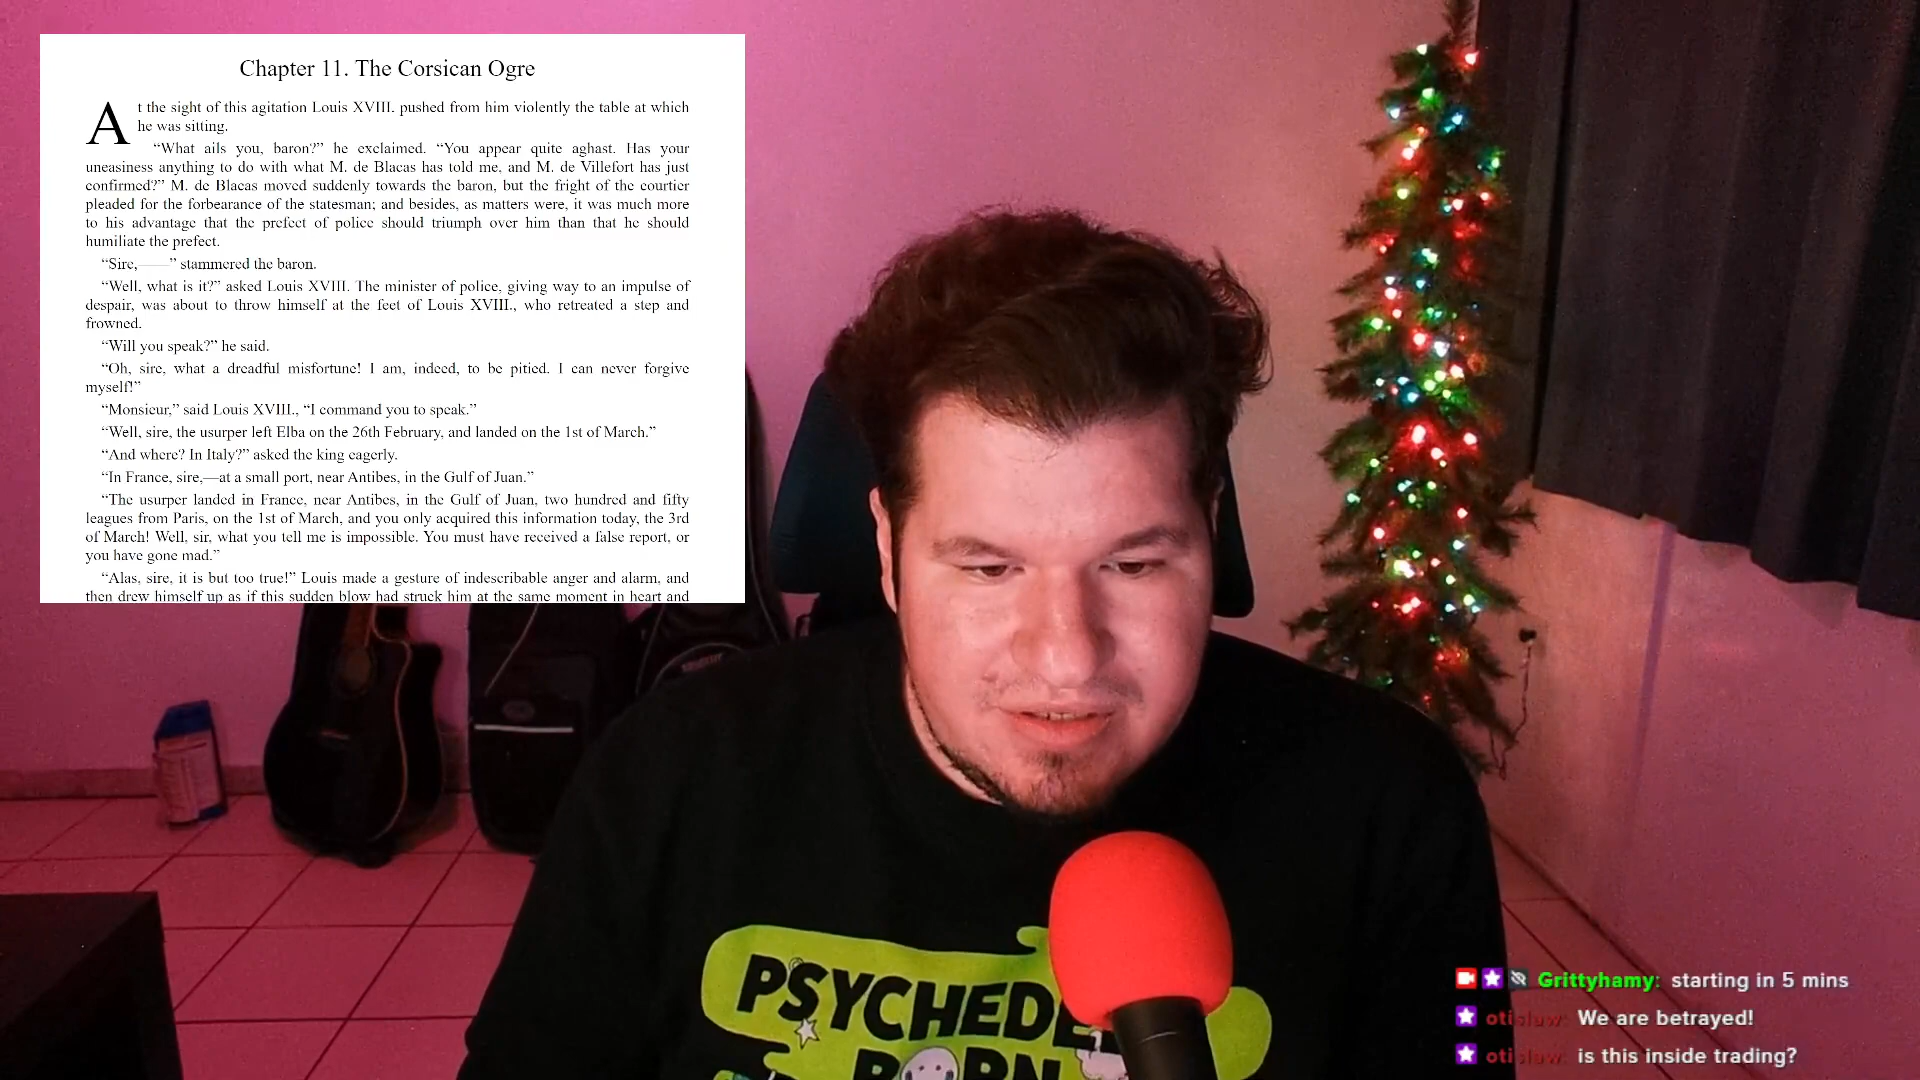 Chapter 11. The Corsican Ogre
At the sight of this agitation Louis XVIII. pushed from him violently the table at which
he was sitting.
“What ails you, baron?” he exclaimed. “You appear quite aghast. Has your
uneasiness anything to do with what M. de Blacas has told me, and M. de Villefort has just
confirmed?” M. de Blacas moved suddenly towards the baron, but the fright of the courtier
pleaded for the forbearance of the statesman; and besides, as matters were, it was much more
to his advantage that the prefect of police should triumph over him than that he should
humiliate the prefect.
“Sire,——” stammered the baron.
“Well, what is it?” asked Louis XVIII. The minister of police, giving way to an impulse of
despair, was about to throw himself at the feet of Louis XVIII., who retreated a step and
frowned.
“Will you speak?” he said.
“Oh, sire, what a dreadful misfortune! I am, indeed, to be pitied. I can never forgive
myself!”
“Monsieur,” said Louis XVIII., “I command you to speak.”
“Well, sire, the usurper left Elba on the 26th February, and landed on the 1st of March.”
“And where? In Italy?” asked the king eagerly.
“In France, sire,—at a small port, near Antibes, in the Gulf of Juan.”
“The usurper landed in France, near Antibes, in the Gulf of Juan, two hundred and fifty
leagues from Paris, on the 1st of March, and you only acquired this information today, the 3rd
of March! Well, sir, what you tell me is impossible. You must have received a false report, or
you have gone mad.”
“Alas, sire, it is but too true!” Louis made a gesture of indescribable anger and alarm, and
then drew himself up as if this sudden blow had struck him at the same moment in heart and
PSYCHEDE
PORN
Grittyhamy: starting in 5 mins
otislaw: We are betrayed!
otislaw: is this inside trading?